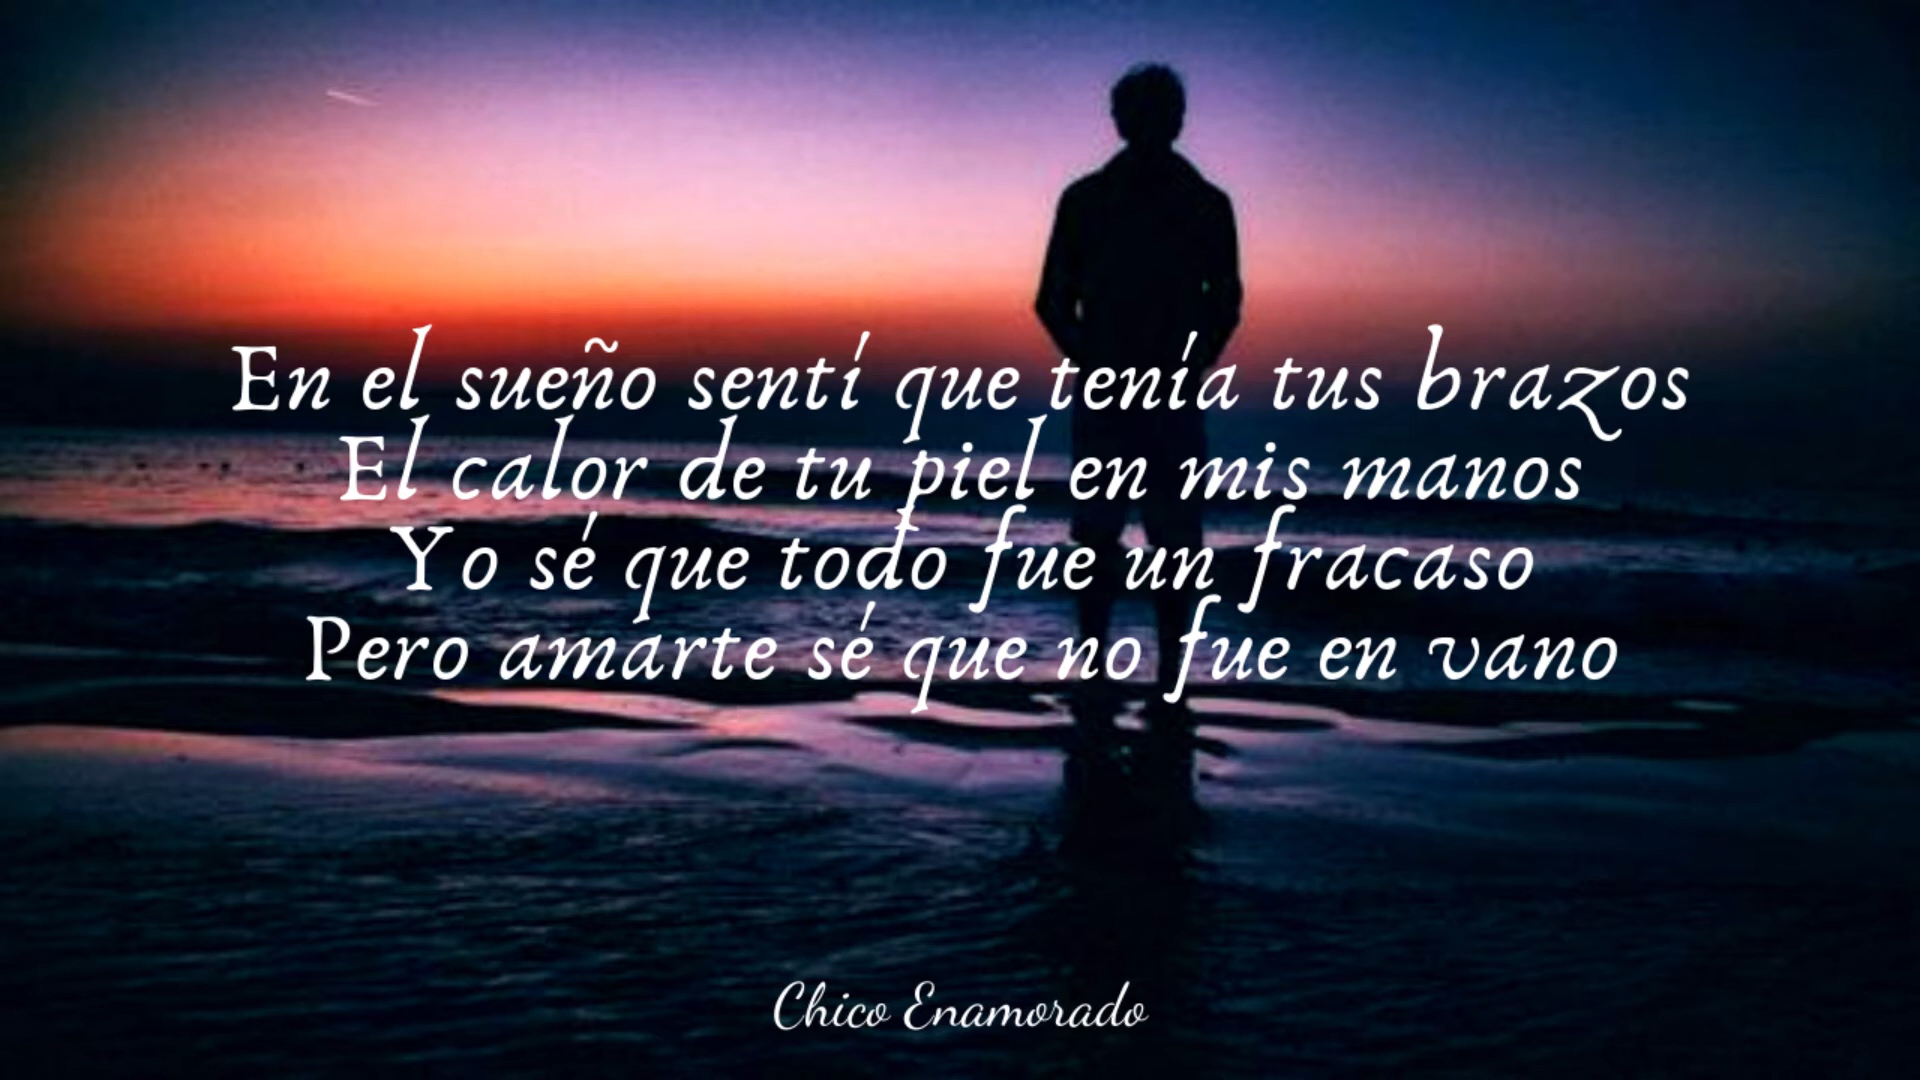 En el sueño sentí que tenía tus brazos
El calor de tu piel en mis manos
Yo sé que todo fue un fracaso
Pero amarte sé que no fue en vano
Chico Enamorado